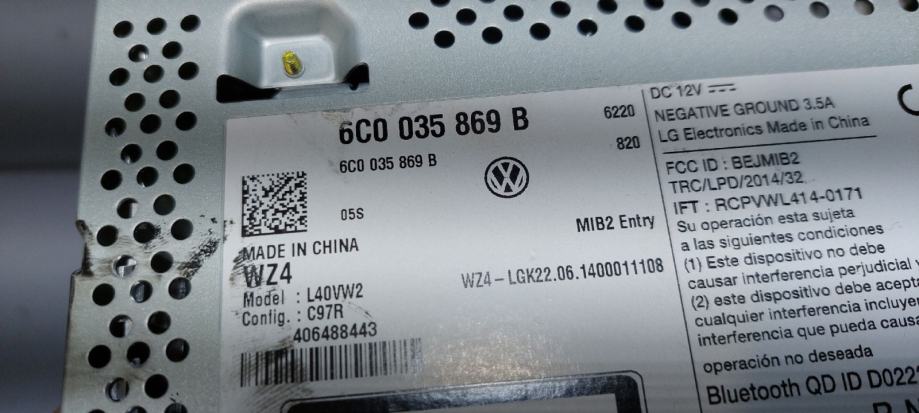 6C0 035 869 B
6220
6C0 035 869 B
820
05S
MIB2 Entry
MADE IN CHINA
WZ4
WZ4-LGK22.06.1400011108
Model : L40VW2
Config. : C97R
406488443
DC 12V
NEGATIVE GROUND 3.5A
LG Electronics Made in China
FCC ID : BEJMIB2
TRC/LPD/2014/32
IFT : RCPVWL414-0171
Su operación esta sujeta
a las siguientes condiciones
(1) Este dispositivo no debe
causar interferencia perjudicial
(2) este dispositivo debe
cualquier interferencia
interferencia que pueda
operación no deseada
Bluetooth QD ID